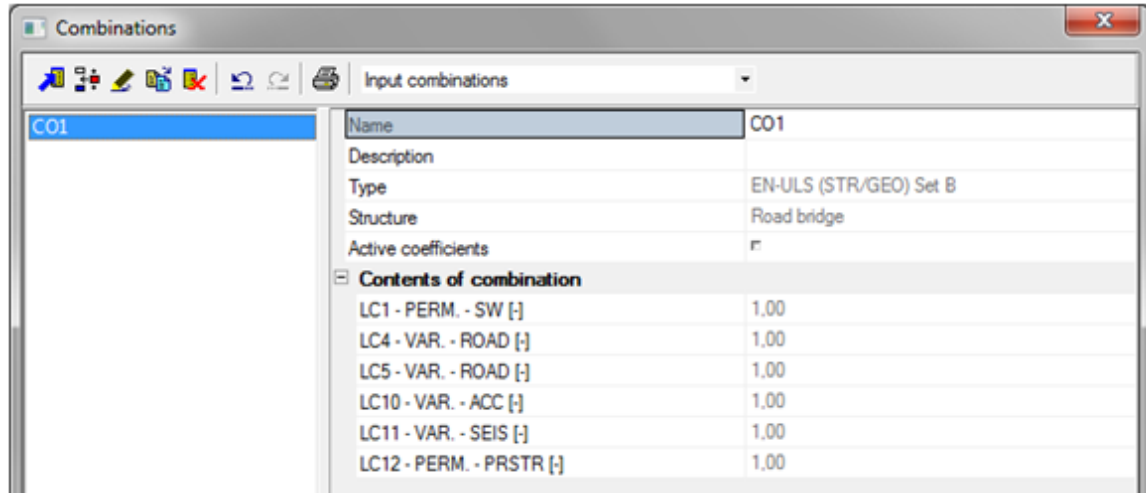 Combinations
Input combinations
CO1
Name CO1
Description
Type EN-ULS (STR/GEO) Set B
Structure Road bridge
Active coefficients
Contents of combination
LC1 - PERM. - SW [-] 1,00
LC4 - VAR. - ROAD [-] 1,00
LC5 - VAR. - ROAD [-] 1,00
LC10 - VAR. - ACC [-] 1,00
LC11 - VAR. - SEIS [-] 1,00
LC12 - PERM. - PRSTR [-] 1,00